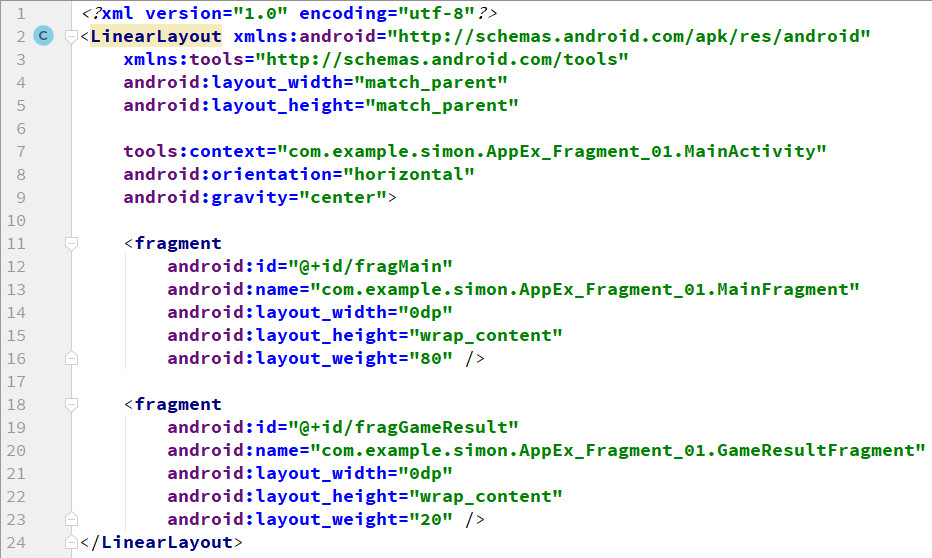 1 <?xml version="1.0" encoding="utf-8"?>
2 C <LinearLayout xmlns:android="http://schemas.android.com/apk/res/android"
3 xmlns:tools="http://schemas.android.com/tools"
4 android:layout_width="match_parent"
5 android:layout_height="match_parent"
6
7 tools:context="com.example.simon.AppEx_Fragment_01.MainActivity"
8 android:orientation="horizontal"
9 android:gravity="center">
10
11 <fragment
12 android:id="@+id/fragMain"
13 android:name="com.example.simon.AppEx_Fragment_01.MainFragment"
14 android:layout_width="0dp"
15 android:layout_height="wrap_content"
16 android:layout_weight="80" />
17
18 <fragment
19 android:id="@+id/fragGameResult"
20 android:name="com.example.simon.AppEx_Fragment_01.GameResultFragment"
21 android:layout_width="0dp"
22 android:layout_height="wrap_content"
23 android:layout_weight="20" />
24 </LinearLayout>